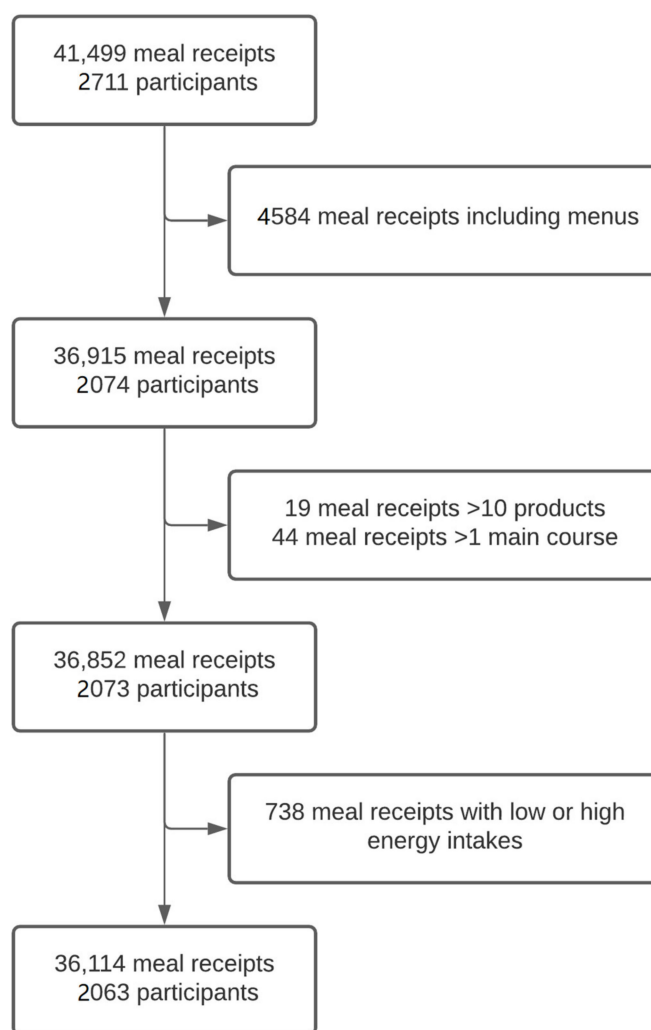 41,499 meal receipts
2711 participants
4584 meal receipts including menus
36,915 meal receipts
2074 participants
19 meal receipts >10 products
44 meal receipts >1 main course
36,852 meal receipts
2073 participants
738 meal receipts with low or high
energy intakes
36,114 meal receipts
2063 participants